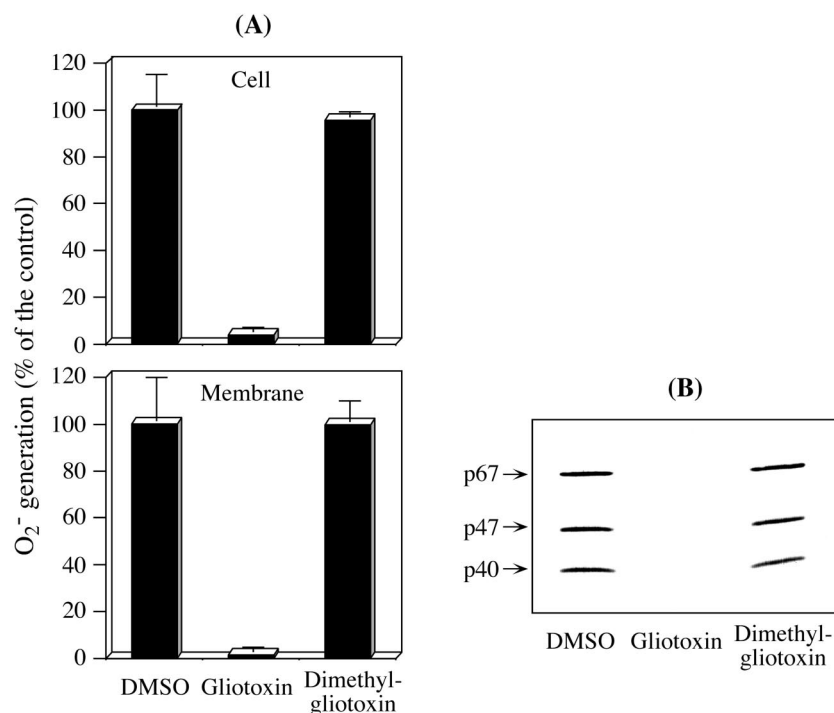 (A)
O2- generation (% of the control)
120
100
80
60
40
20
0
Cell
120
100
80
60
40
20
0
Membrane
DMSO Gliotoxin Dimethyl-
gliotoxin
(B)
p67→
p47→
p40→
DMSO Gliotoxin Dimethyl-
gliotoxin